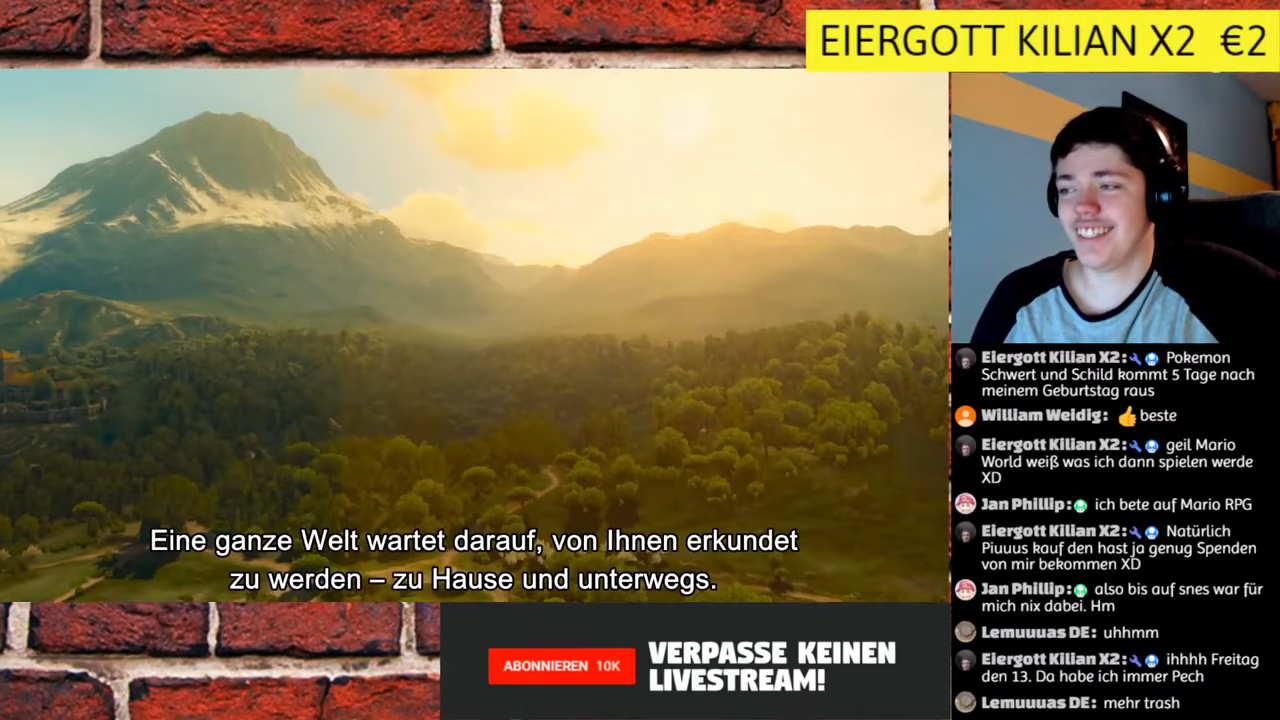 EIERGOTT KILIAN X2 €2
Eine ganze Welt wartet darauf, von Ihnen erkundet
zu werden – zu Hause und unterwegs.
ABONNIEREN 10K
VERPASSE KEINEN
LIVESTREAM!
Eiergott Kilian X2: Pokemon
Schwert und Schild kommt 5 Tage nach
meinem Geburtstag raus
William Weidig: 👍 beste
Eiergott Kilian X2: geil Mario
World weiß was ich dann spielen werde
XD
Jan Phillip: ich bete auf Mario RPG
Eiergott Kilian X2: Natürlich
Piuuus kauf den hast ja genug Spenden
von mir bekommen XD
Jan Phillip: also bis auf snes war für
mich nix dabei. Hm
Lemuuuas DE: uhhmm
Eiergott Kilian X2: ihhhh Freitag
den 13. Da habe ich immer Pech
Lemuuuas DE: mehr trash